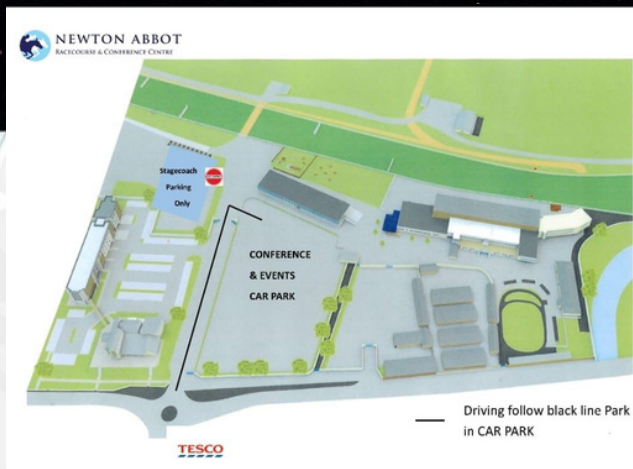 NEWTON ABBOT
RACECOURSE & CONFERENCE CENTRE
Stagecoach
Parking
Only
CONFERENCE
& EVENTS
CAR PARK
Driving follow black line Park
in CAR PARK
TESCO